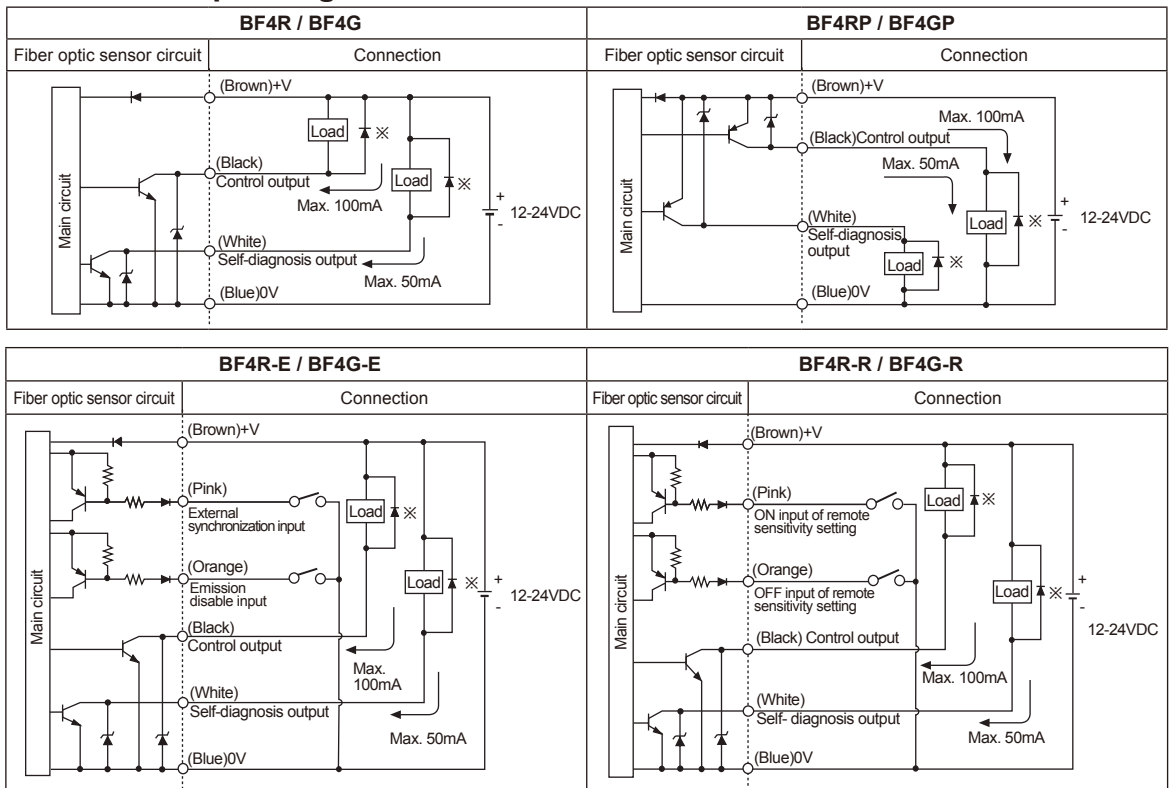 BF4R / BF4G
Fiber optic sensor circuit
Connection
(Brown)+V
Load
※
(Black)
Control output
Max. 100mA
Load
※
+
-
12-24VDC
(White)
Self-diagnosis output
Max. 50mA
(Blue)0V
Main circuit
BF4RP / BF4GP
Fiber optic sensor circuit
Connection
(Brown)+V
Max. 100mA
(Black)Control output
Max. 50mA
(White)
Self-diagnosis
output
Load
※
Load
※
+
-
12-24VDC
(Blue)0V
Main circuit
BF4R-E / BF4G-E
Fiber optic sensor circuit
Connection
(Brown)+V
(Pink)
External
synchronization input
Load
※
(Orange)
Emission
disable input
Load
※
+
-
12-24VDC
(Black)
Control output
Max.
100mA
(White)
Self-diagnosis output
Max. 50mA
(Blue)0V
Main circuit
BF4R-R / BF4G-R
Fiber optic sensor circuit
Connection
(Brown)+V
(Pink)
ON input of remote
sensitivity setting
Load
※
(Orange)
OFF input of remote
sensitivity setting
Load
※
+
-
12-24VDC
(Black) Control output
Max. 100mA
(White)
Self- diagnosis output
Max. 50mA
(Blue)0V
Main circuit